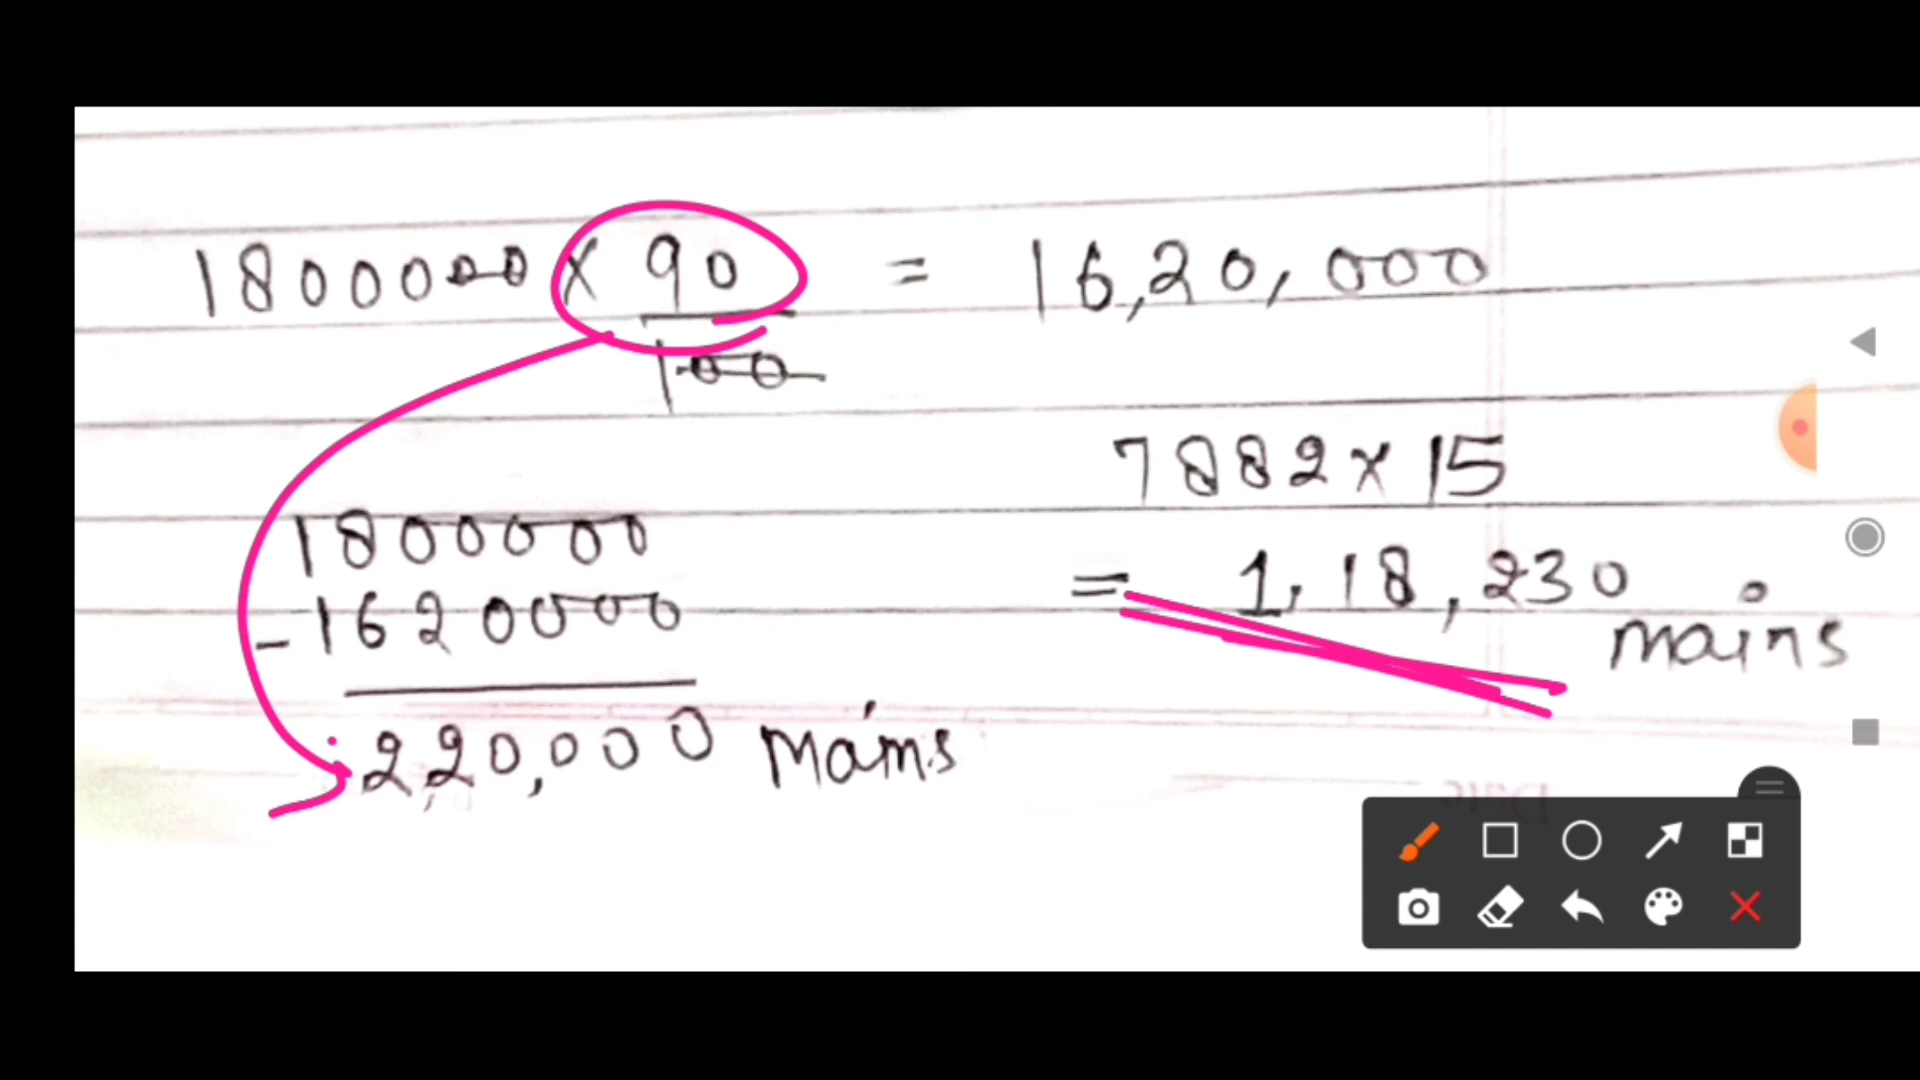 1800000 x 90 = 16,20,000
100
7882 x 15
= 1,18,230 mains
1800000
- 1620000
220,000 mains